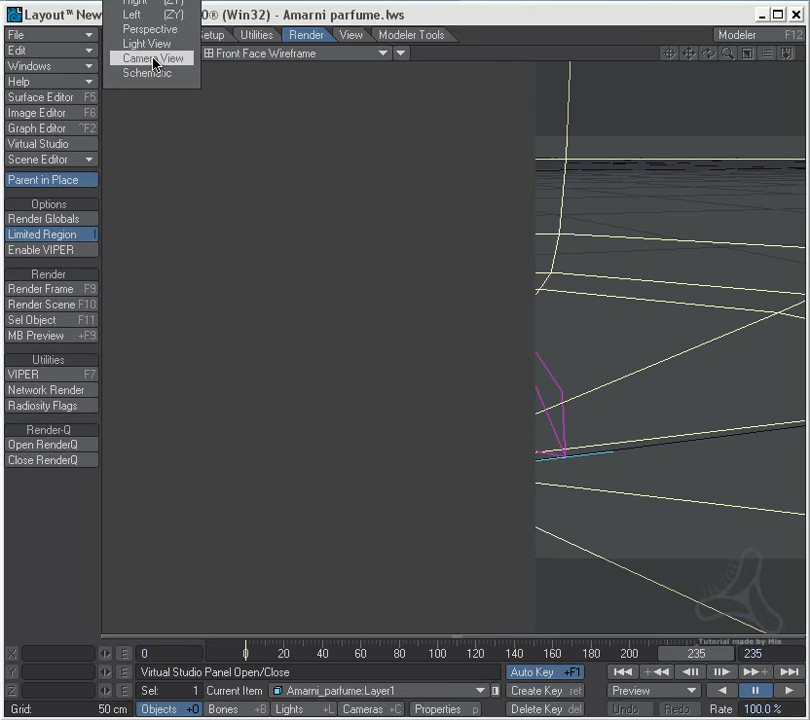 Layout™ New
0® (Win32) - Amarni parfume.lws
Left (ZY)
Perspective
Light View
Camera View
Schematic
File
Edit
Windows
Help
Surface Editor F5
Image Editor F6
Graph Editor ^F2
Virtual Studio
Scene Editor
Parent in Place
Options
Render Globals
Limited Region l
Enable VIPER
Render
Render Frame F9
Render Scene F10
Sel Object F11
MB Preview +F9
Utilities
VIPER F7
Network Render
Radiosity Flags
Render-Q
Open RenderQ
Close RenderQ
Setup
Utilities
Render
View
Modeler Tools
Modeler F12
Front Face Wireframe
Tutorial made by Mis
X E 0 0 20 40 60 80 100 120 140 160 180 200 235 235
Y E Virtual Studio Panel Open/Close Auto Key +F1
Z E Sel: 1 Current Item Amarni_parfume:Layer1 Create Key ret Preview
Grid: 50 cm Objects +O Bones +B Lights +L Cameras +C Properties p Delete Key del Undo Redo Rate 100.0 %